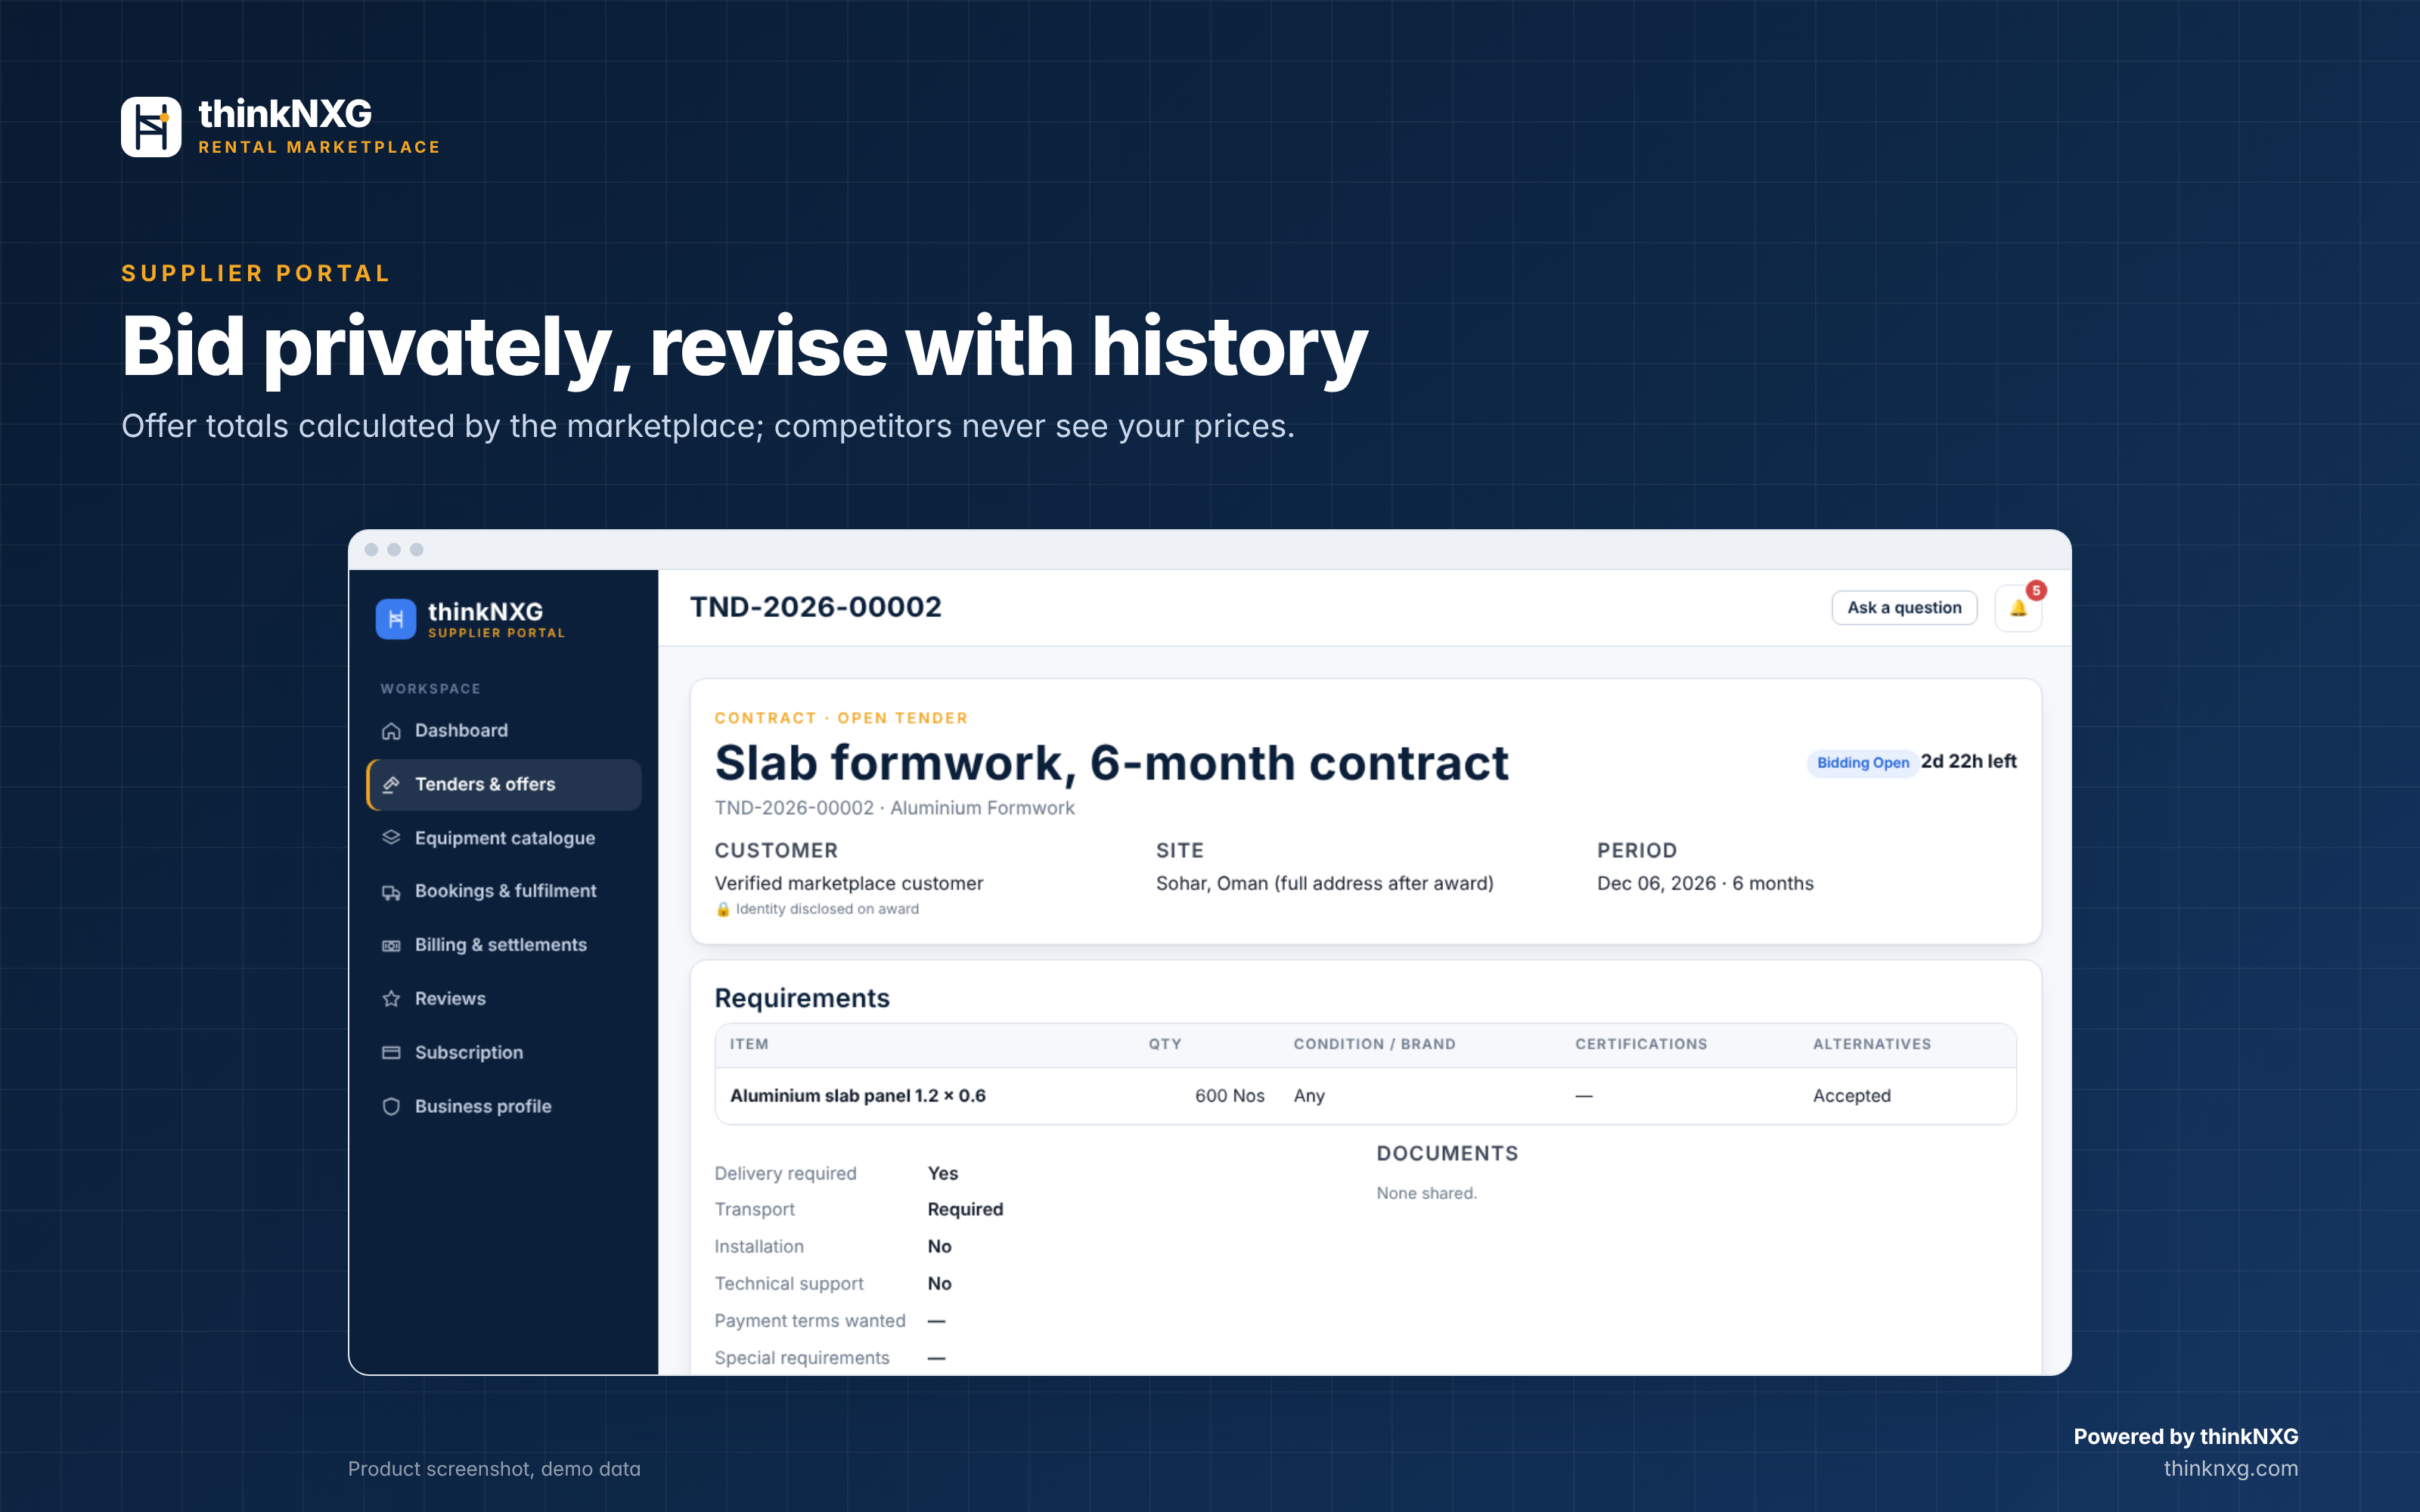 thinkNXG
RENTAL MARKETPLACE
SUPPLIER PORTAL
Bid privately, revise with history
Offer totals calculated by the marketplace; competitors never see your prices.
thinkNXG
SUPPLIER PORTAL
WORKSPACE
Dashboard
Tenders & offers
Equipment catalogue
Bookings & fulfilment
Billing & settlements
Reviews
Subscription
Business profile
TND-2026-00002
Ask a question
5
CONTRACT · OPEN TENDER
Slab formwork, 6-month contract
Bidding Open 2d 22h left
TND-2026-00002 · Aluminium Formwork
CUSTOMER SITE PERIOD
Verified marketplace customer Sohar, Oman (full address after award) Dec 06, 2026 · 6 months
🔒 Identity disclosed on award
Requirements
ITEM QTY CONDITION / BRAND CERTIFICATIONS ALTERNATIVES
Aluminium slab panel 1.2 × 0.6 600 Nos Any — Accepted
Delivery required Yes
Transport Required
Installation No
Technical support No
Payment terms wanted —
Special requirements —
DOCUMENTS
None shared.
Product screenshot, demo data
Powered by thinkNXG
thinknxg.com